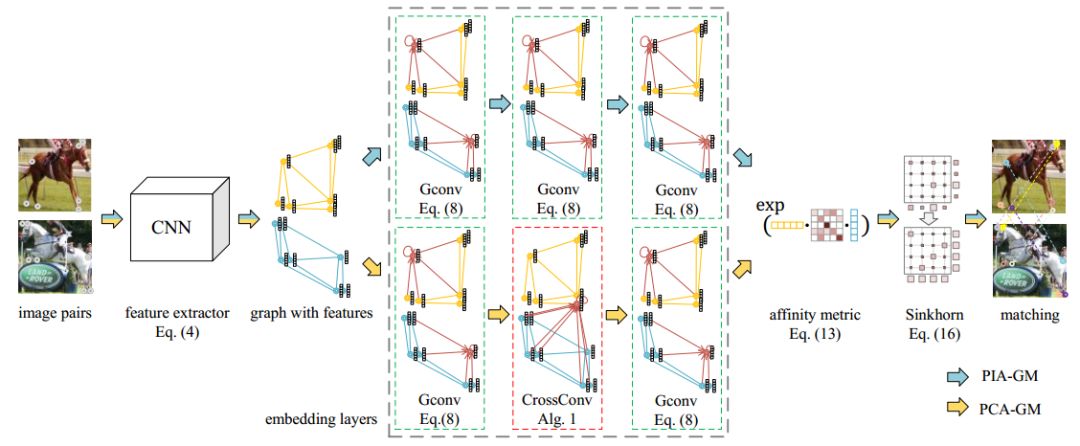 Gconv
Eq. (8)
Gconv
Eq. (8)
Gconv
Eq. (8)
CNN
exp
(
)
LAND-
ROVER
image pairs
feature extractor
Eq. (4)
graph with features
affinity metric
Eq. (13)
Sinkhorn
Eq. (16)
matching
embedding layers
Gconv
Eq.(8)
CrossConv
Alg. 1
Gconv
Eq. (8)
PIA-GM
PCA-GM